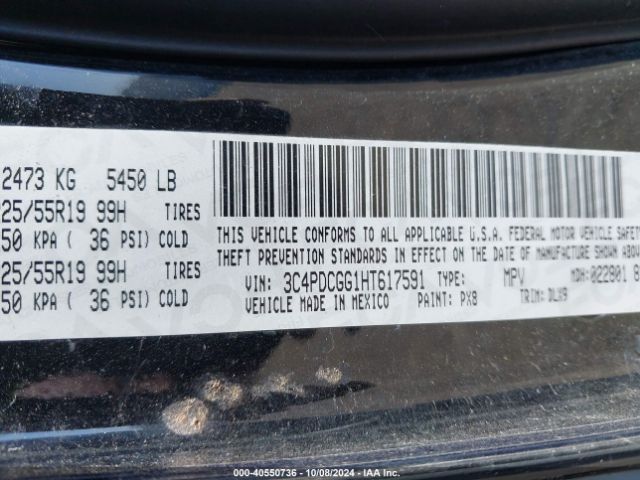 2473 KG 5450 LB
25/55R19 99H TIRES
50 KPA ( 36 PSI) COLD
25/55R19 99H TIRES
50 KPA ( 36 PSI) COLD
THIS VEHICLE CONFORMS TO ALL APPLICABLE U.S.A. FEDERAL MOTOR VEHICLE SAFETY
THEFT PREVENTION STANDARDS IN EFFECT ON THE DATE OF MANUFACTURE SHOWN ABOV
VIN: 3C4PDCGG1HT617591 TYPE: MPV MDH: 022801
VEHICLE MADE IN MEXICO PAINT: PX8 TRIM: DLX9
000-40550736 - 10/08/2024 - IAA Inc.